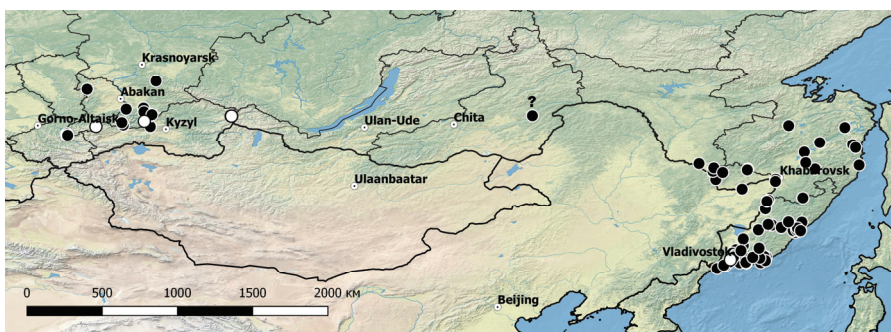 Krasnoyarsk
Abakan
Gorno-Altaisk
Kyzyl
Ulan-Ude
Chita
?
Ulaanbaatar
Khabarovsk
Vladivostok
Beijing
0 500 1000 1500 2000 км